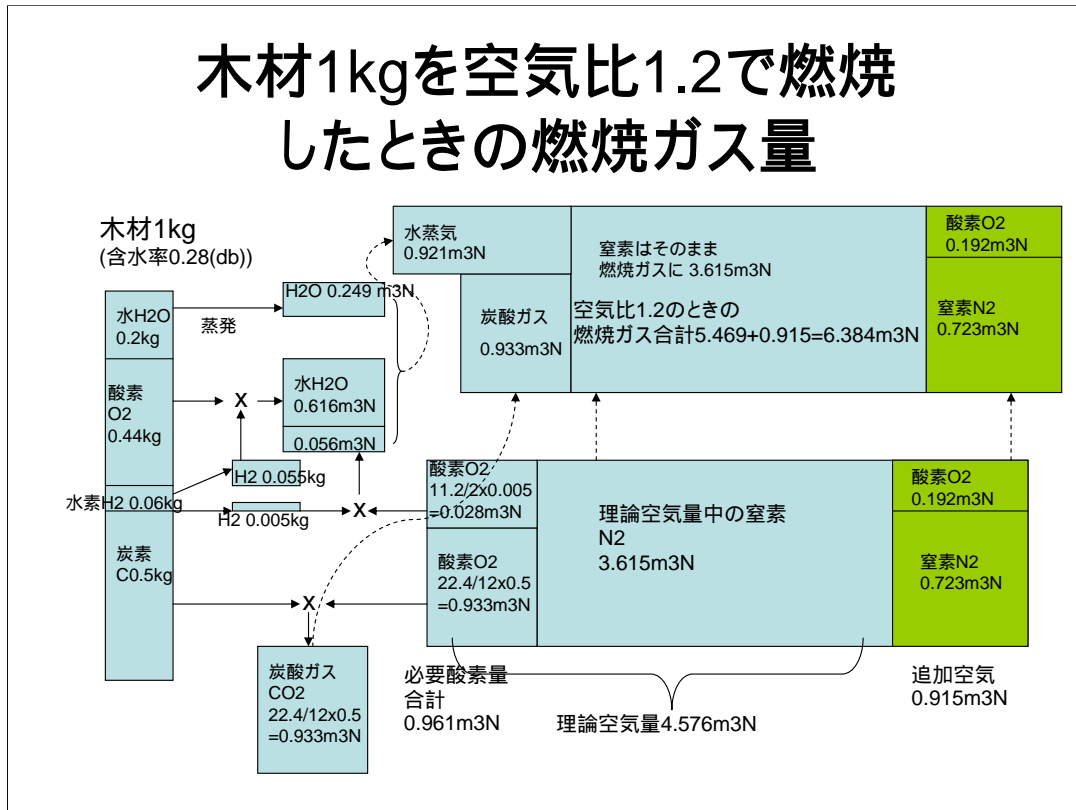 木材1kgを空気比1.2で燃焼
したときの燃焼ガス量
木材1kg
(含水率0.28(db))
水H2O
0.2kg
酸素
O2
0.44kg
水素H2 0.06kg
炭素
C0.5kg
蒸発
H2O 0.249 m3N
X
水H2O
0.616m3N
0.056m3N
H2 0.055kg
H2 0.005kg
X
X
炭酸ガス
CO2
22.4/12x0.5
=0.933m3N
水蒸気
0.921m3N
炭酸ガス
0.933m3N
窒素はそのまま
燃焼ガスに 3.615m3N
空気比1.2のときの
燃焼ガス合計5.469+0.915=6.384m3N
酸素O2
0.192m3N
窒素N2
0.723m3N
酸素O2
11.2/2x0.005
=0.028m3N
酸素O2
22.4/12x0.5
=0.933m3N
理論空気量中の窒素
N2
3.615m3N
酸素O2
0.192m3N
窒素N2
0.723m3N
必要酸素量
合計
0.961m3N
理論空気量4.576m3N
追加空気
0.915m3N